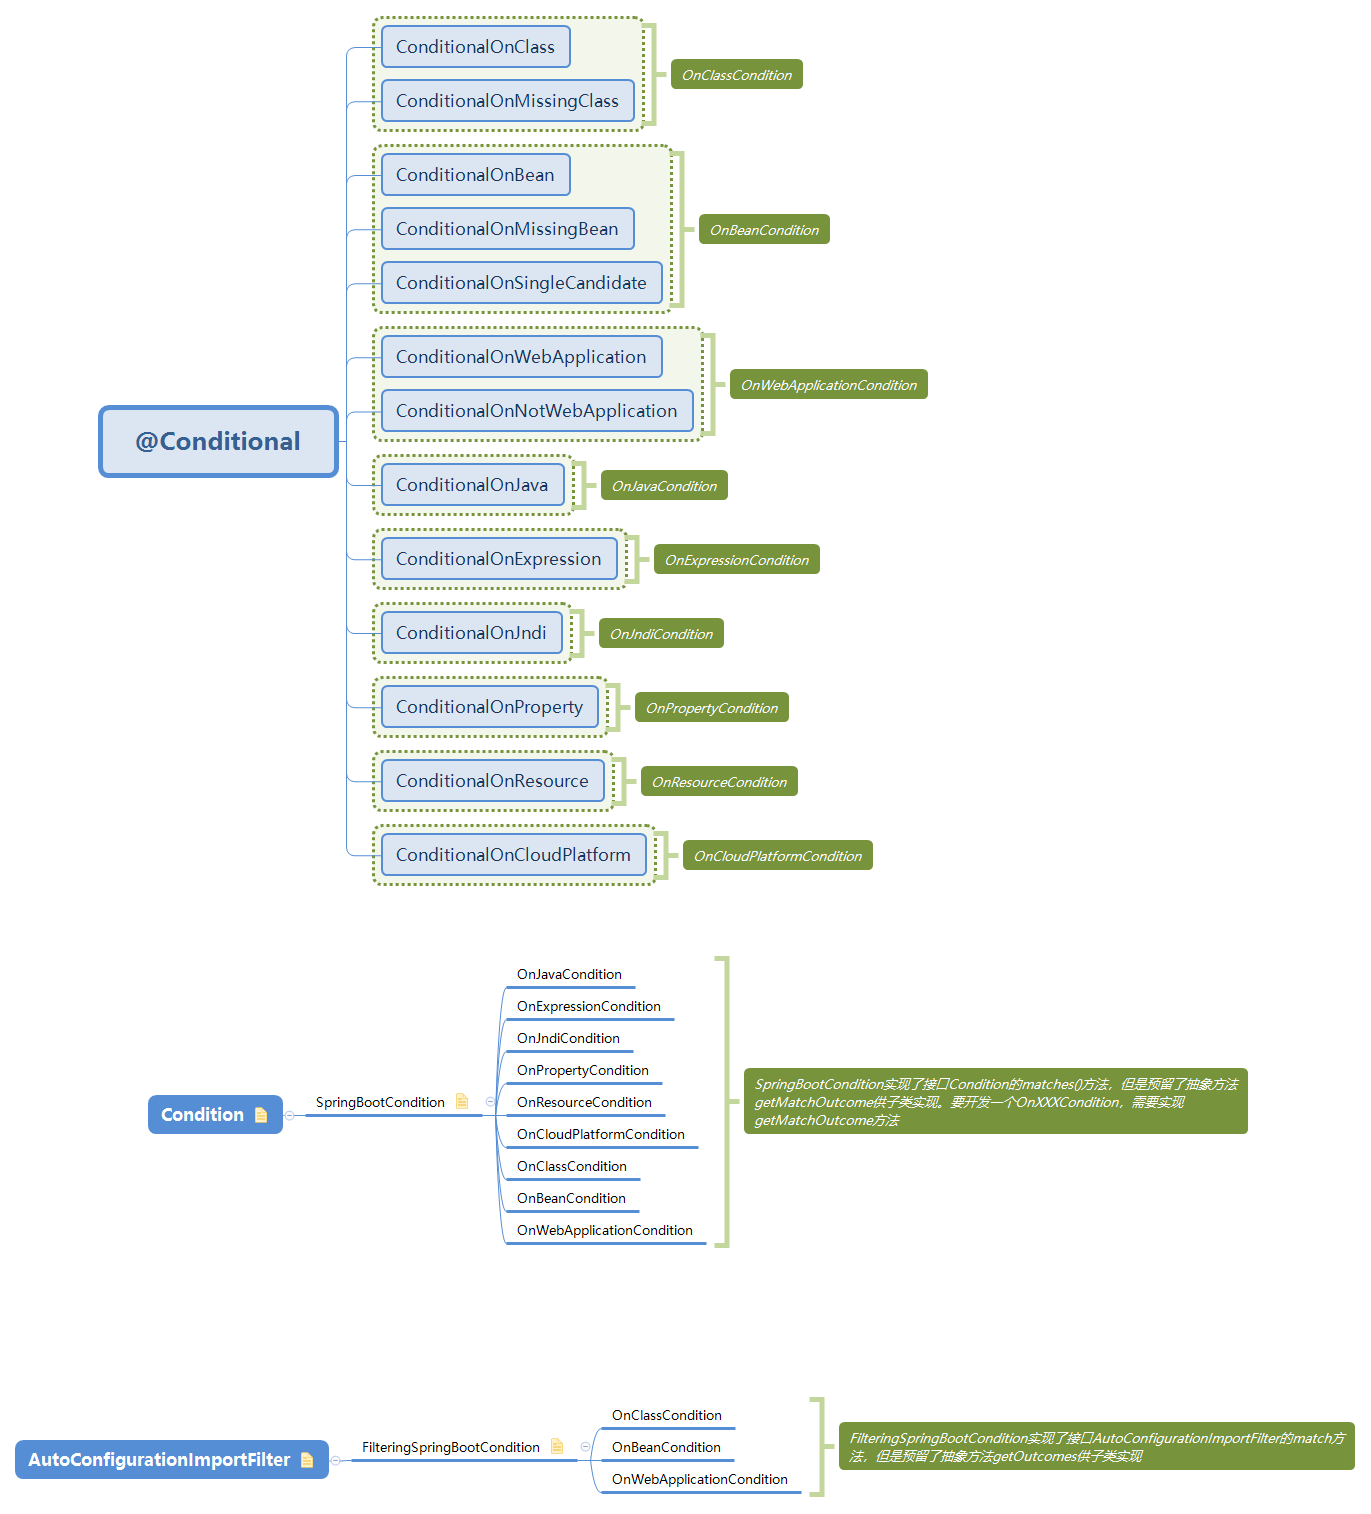 @Conditional
ConditionalOnClass
ConditionalOnMissingClass
OnClassCondition
ConditionalOnBean
ConditionalOnMissingBean
ConditionalOnSingleCandidate
OnBeanCondition
ConditionalOnWebApplication
ConditionalOnNotWebApplication
OnWebApplicationCondition
ConditionalOnJava
OnJavaCondition
ConditionalOnExpression
OnExpressionCondition
ConditionalOnJndi
OnJndiCondition
ConditionalOnProperty
OnPropertyCondition
ConditionalOnResource
OnResourceCondition
ConditionalOnCloudPlatform
OnCloudPlatformCondition
Condition
SpringBootCondition
OnJavaCondition
OnExpressionCondition
OnJndiCondition
OnPropertyCondition
OnResourceCondition
OnCloudPlatformCondition
OnClassCondition
OnBeanCondition
OnWebApplicationCondition
SpringBootCondition实现了接口Condition的matches()方法，但是预留了抽象方法
getMatchOutcome供子类实现。要开发一个OnXXXCondition，需要实现
getMatchOutcome方法
AutoConfigurationImportFilter
FilteringSpringBootCondition
OnClassCondition
OnBeanCondition
OnWebApplicationCondition
FilteringSpringBootCondition实现了接口AutoConfigurationImportFilter的match方
法，但是预留了抽象方法getOutcomes供子类实现